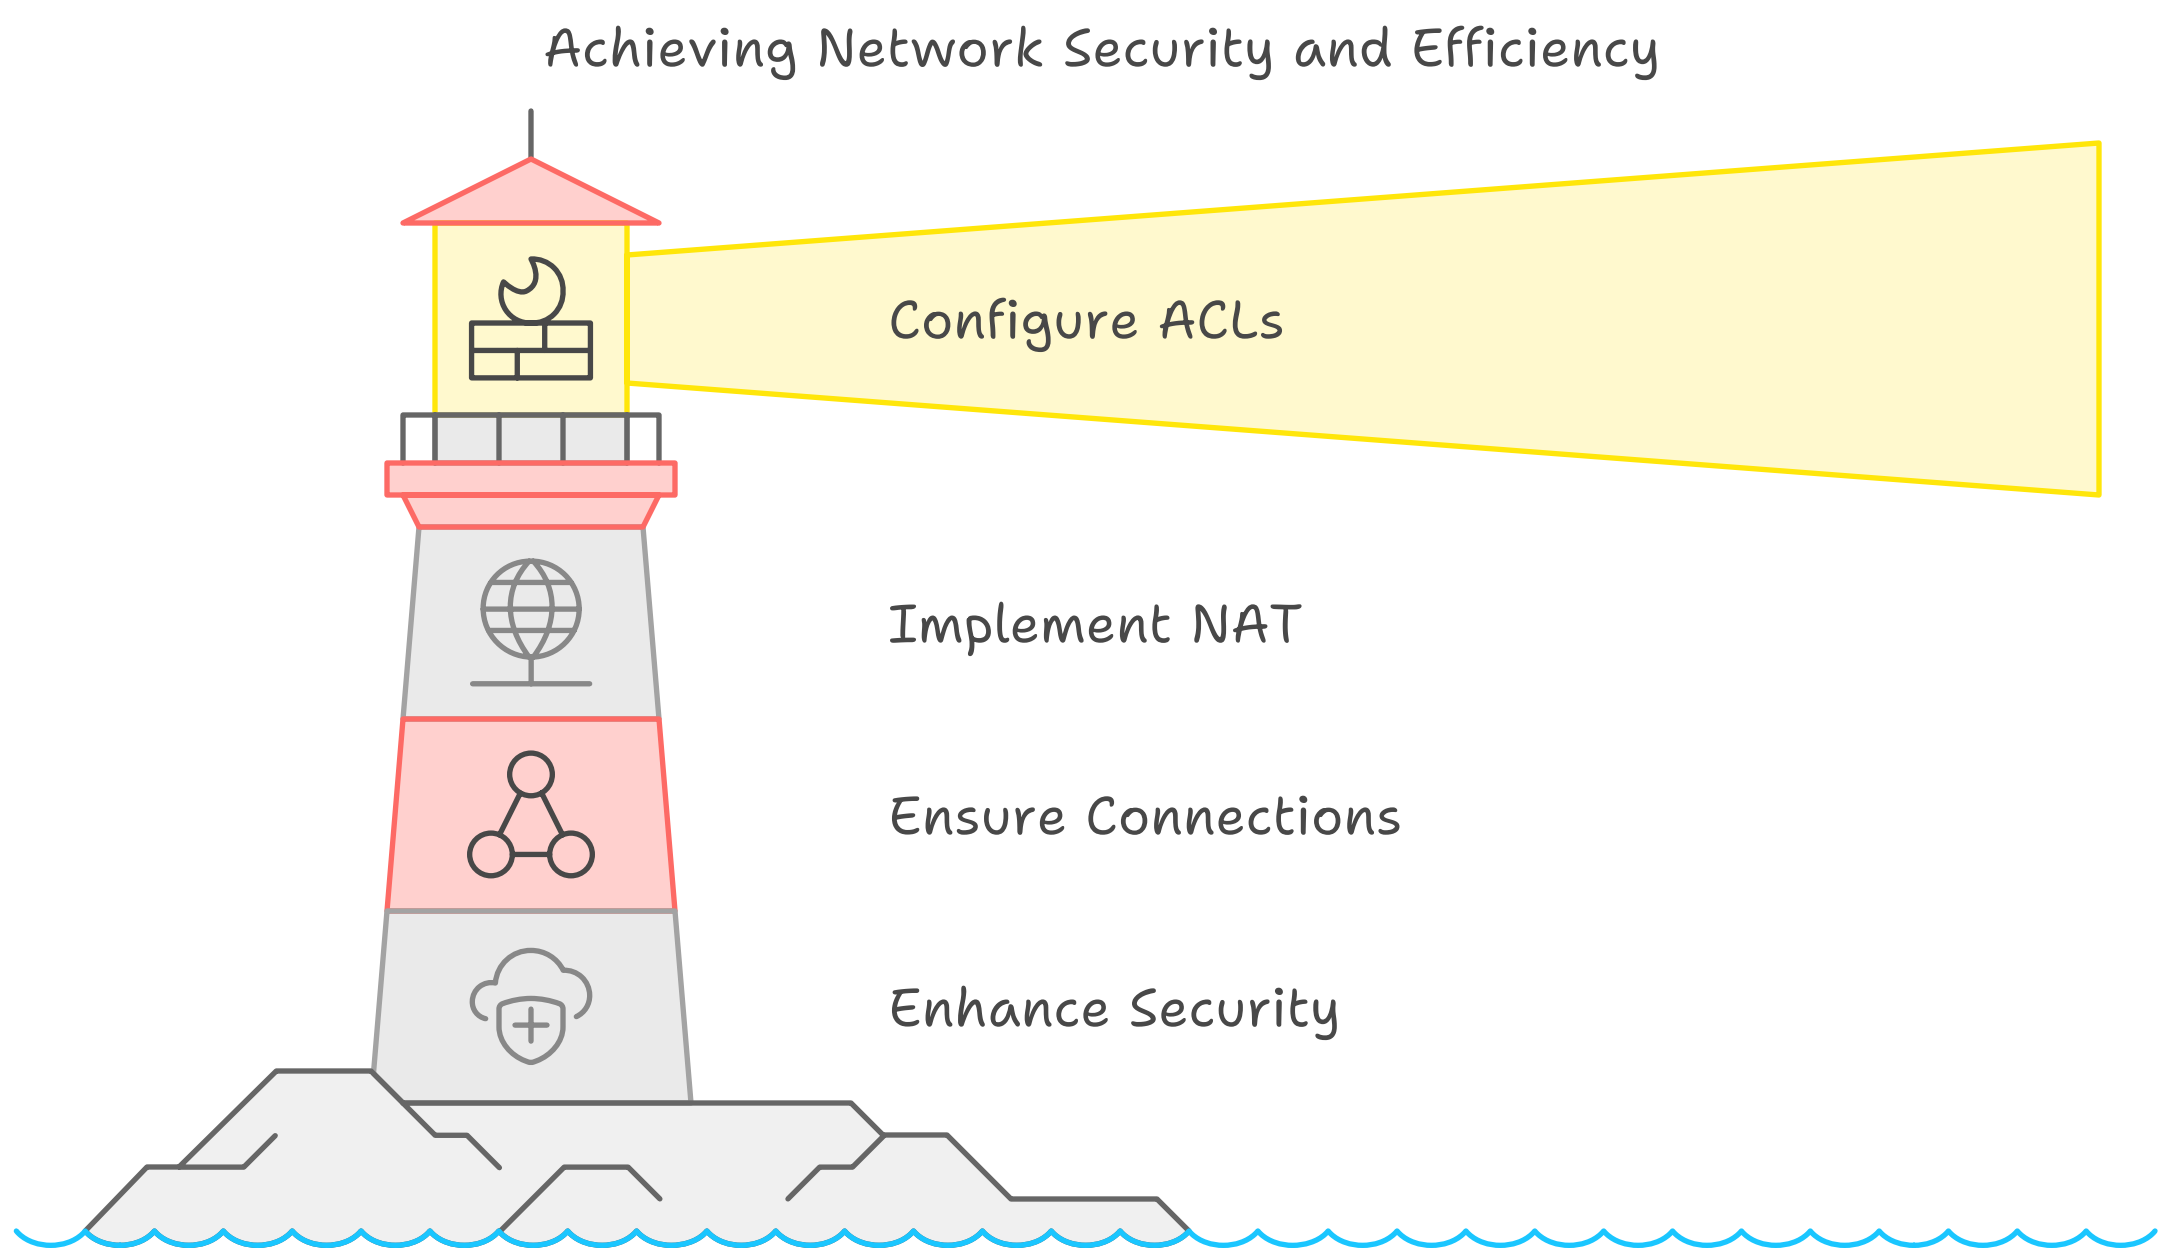 Achieving Network Security and Efficiency
Configure ACLs
Implement NAT
Ensure Connections
Enhance Security